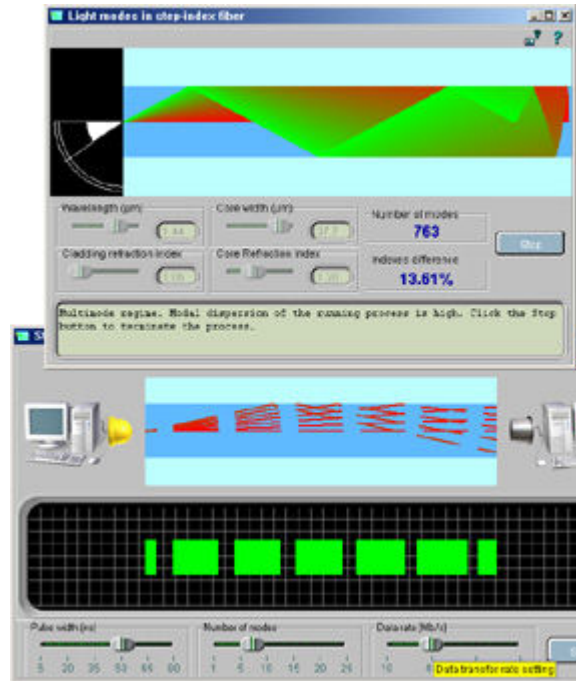 Light modes in step-index fiber
?
Wavelength (μm)
Core width (μm)
Number of modes
763
Stop
Cladding refraction index
Core Refraction index
Indexes difference
13.61%
Multimode regime. Modal dispersion of the running process is high. Click the Stop
button to terminate the process.
Pulse width (ns)
Number of modes
Data rate (Mb/s)
5 20 35 50 65 80
1 5 10 15 20 25
10
Data transfer rate setting